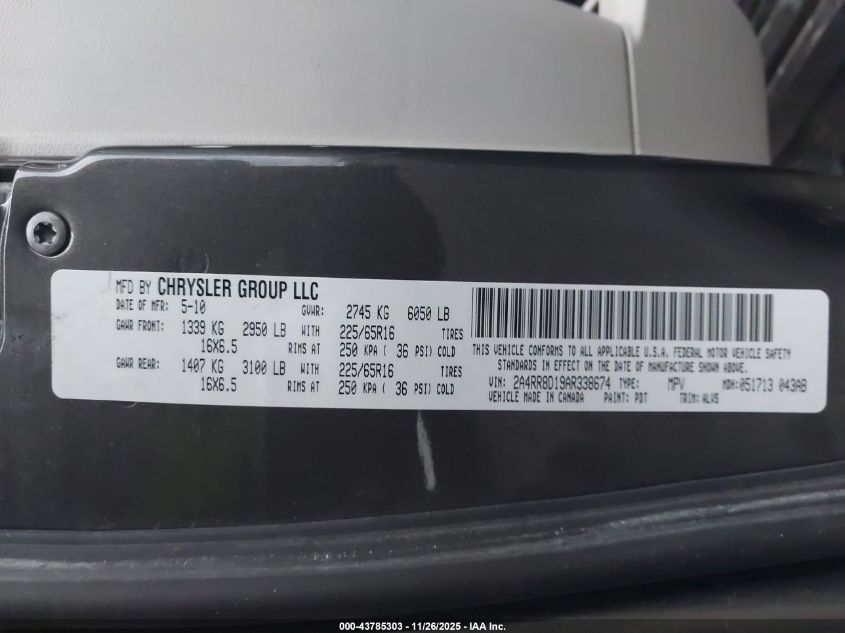 MFD BY CHRYSLER GROUP LLC
DATE OF MFR: 5-10 GVWR: 2745 KG 6050 LB
GAWR FRONT: 1339 KG 2950 LB WITH 225/65R16 TIRES
16X6.5 RIMS AT 250 KPA ( 36 PSI) COLD
GAWR REAR: 1407 KG 3100 LB WITH 225/65R16 TIRES
16X6.5 RIMS AT 250 KPA ( 36 PSI) COLD
THIS VEHICLE CONFORMS TO ALL APPLICABLE U.S.A. FEDERAL MOTOR VEHICLE SAFETY
STANDARDS IN EFFECT ON THE DATE OF MANUFACTURE SHOWN ABOVE.
VIN: 2A4RR8D19AR338674 TYPE: MPV MDH: 051713 043AB
VEHICLE MADE IN CANADA PAINT: PDT TRIM: ALVS
000-43785303 - 11/26/2025 - IAA Inc.